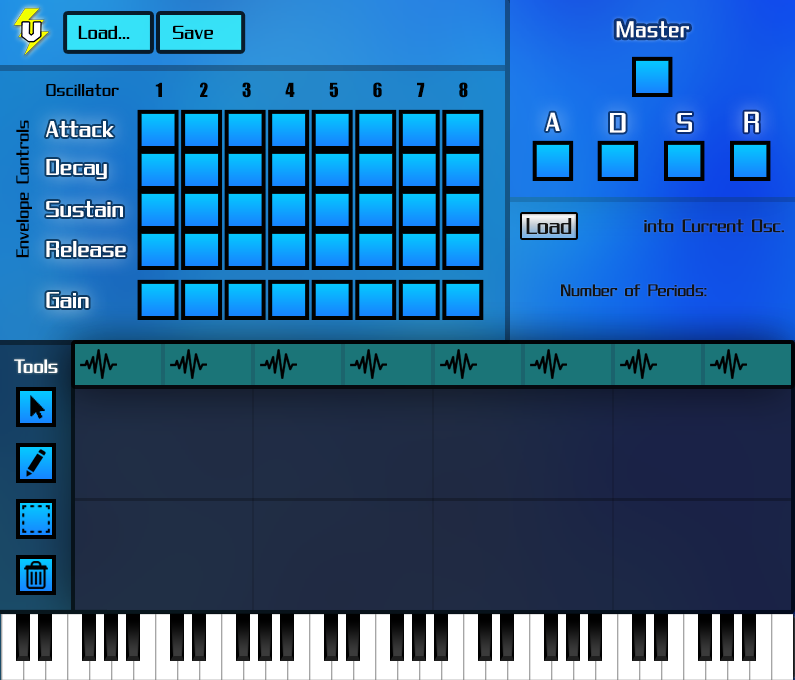 U
Load... Save
Master
Oscillator 1 2 3 4 5 6 7 8
A D S R
Envelope Controls
Attack
Decay
Sustain
Release
Gain
Load into Current Osc.
Number of Periods:
Tools